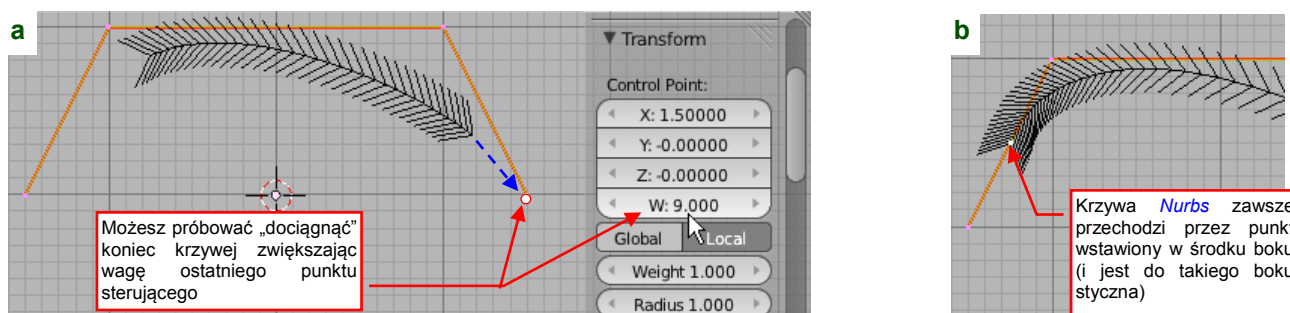 a
Transform
Control Point:
X: 1.50000
Y: -0.00000
Z: -0.00000
W: 9.000
Global Local
Weight 1.000
Radius 1.000
Możesz próbować „dociągnąć”
koniec krzywej zwiększając
wagę ostatniego punktu
sterującego
b
Krzywa Nurbs zawsze
przechodzi przez punkt
wstawiony w środku boku
(i jest do takiego boku
styczna)